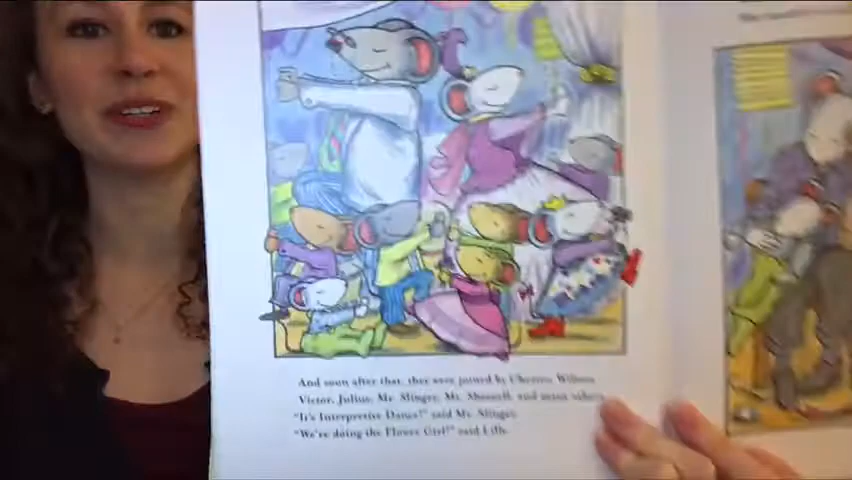 And soon after that, they were joined by Chester, Wilson,
Victor, Julius, Mr. Slinger, Ms. Shotwell, and many others.
"It's Interpretive Dance!" said Mr. Slinger.
"We're doing the Flower Girl!" said Lilly.